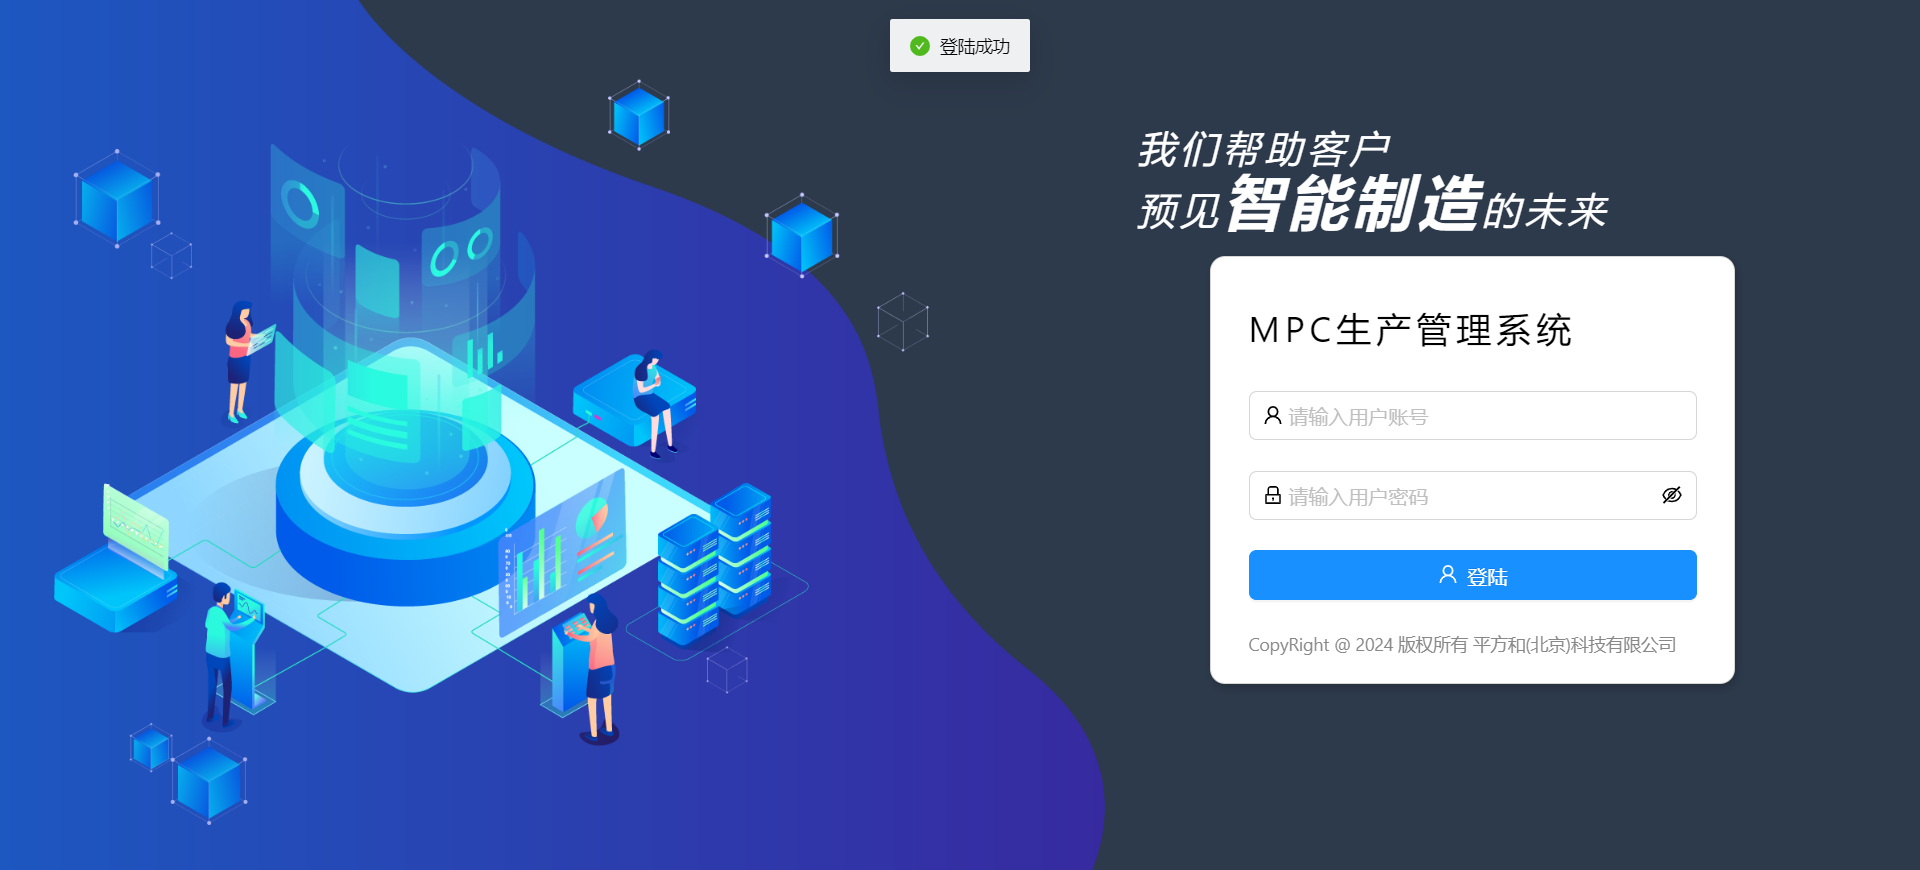 登陆成功
我们帮助客户
预见智能制造的未来
MPC生产管理系统
请输入用户账号
请输入用户密码
登陆
CopyRight @ 2024 版权所有 平方和(北京)科技有限公司